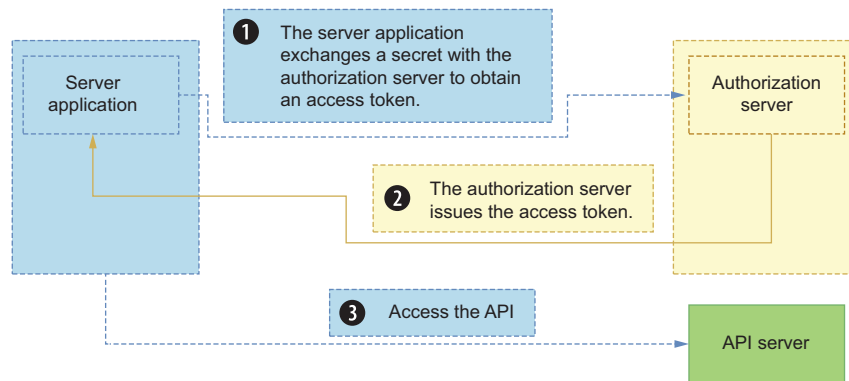 1 The server application
exchanges a secret with the
authorization server to obtain
an access token.
Server
application
Authorization
server
2 The authorization server
issues the access token.
3 Access the API
API server